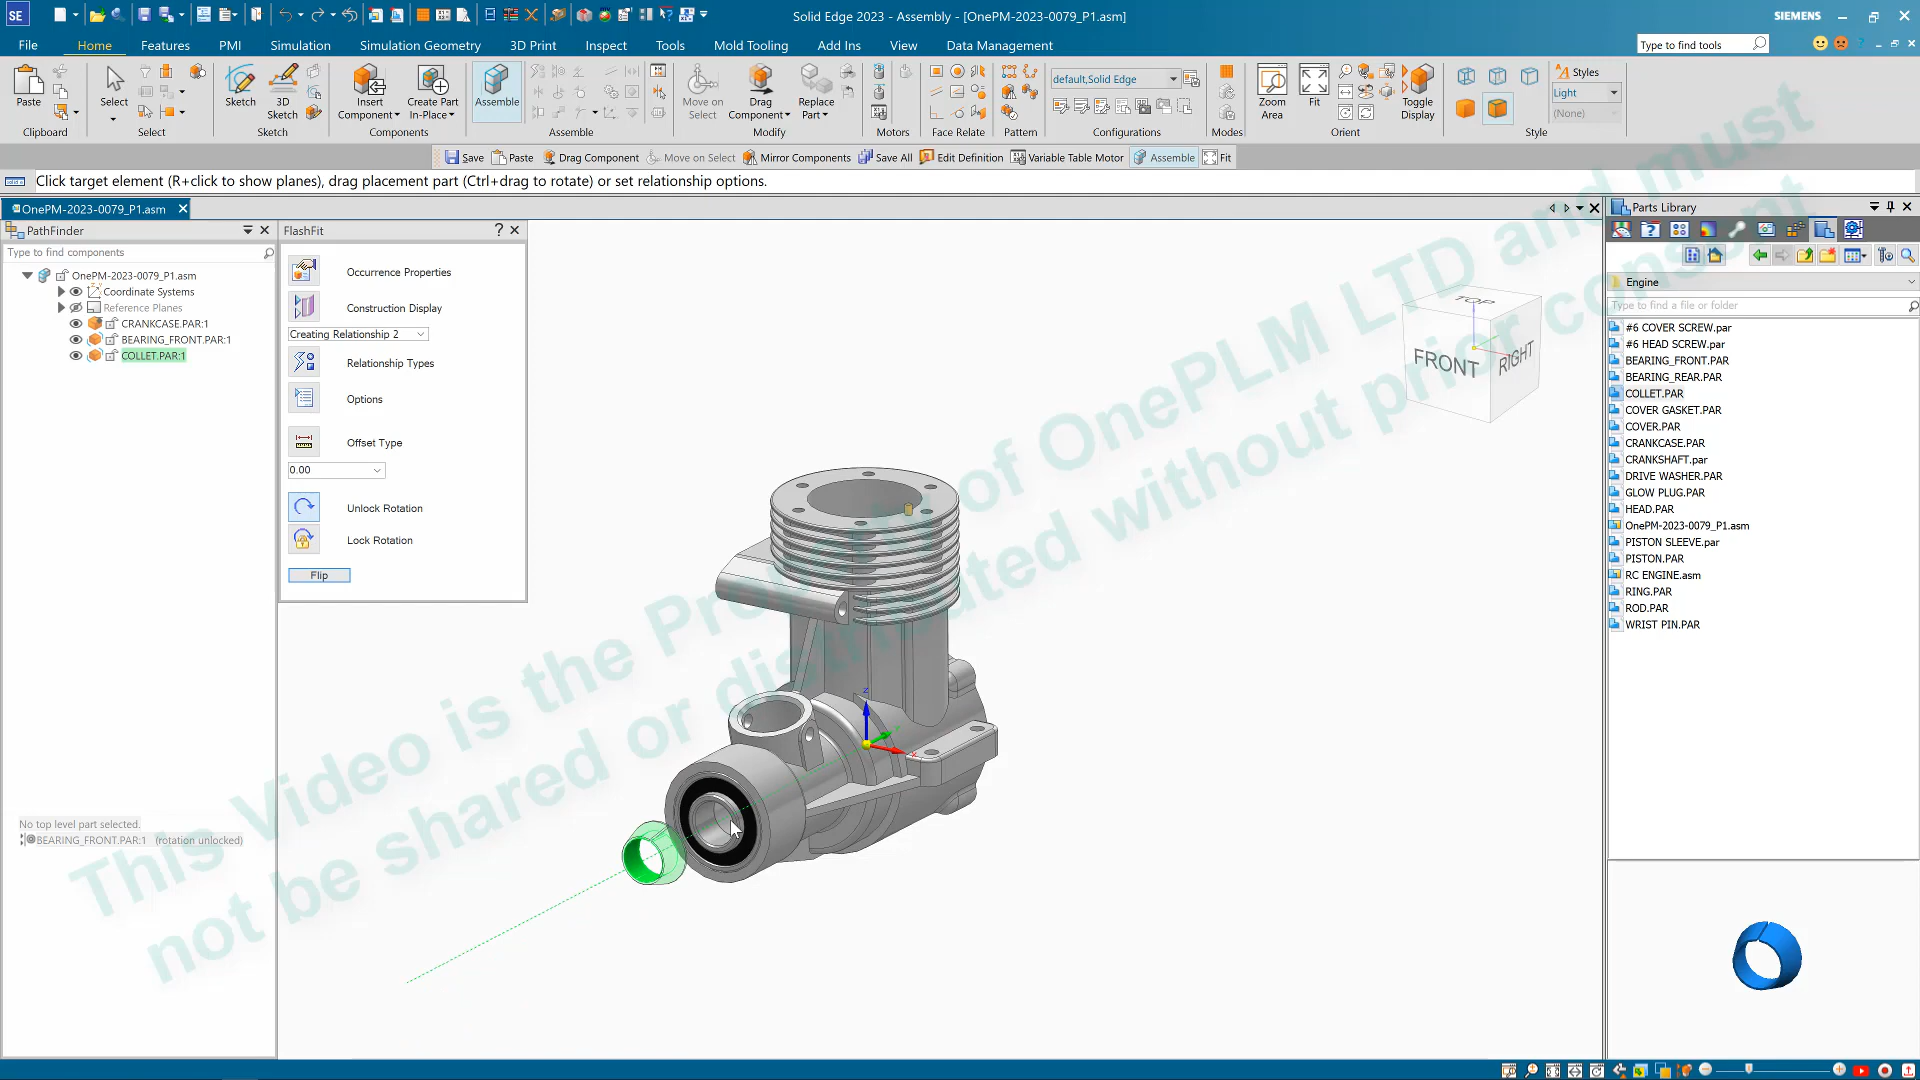 SE
Solid Edge 2023 - Assembly - [OnePM-2023-0079_P1.asm]
SIEMENS
File Home Features PMI Simulation Simulation Geometry 3D Print Inspect Tools Mold Tooling Add Ins View Data Management
Type to find tools
Paste Select Sketch 3D Sketch Insert Component Create Part In-Place Assemble Move on Select Drag Component Replace Part default,Solid Edge Zoom Area Fit Toggle Display Styles Light (None)
Clipboard Select Sketch Components Assemble Modify Motors Face Relate Pattern Configurations Modes Orient Style
Save Paste Drag Component Move on Select Mirror Components Save All Edit Definition Variable Table Motor Assemble Fit
Click target element (R+click to show planes), drag placement part (Ctrl+drag to rotate) or set relationship options.
OnePM-2023-0079_P1.asm
PathFinder
Type to find components
OnePM-2023-0079_P1.asm
Coordinate Systems
Reference Planes
CRANKCASE.PAR:1
BEARING_FRONT.PAR:1
COLLET.PAR:1
No top level part selected.
BEARING_FRONT.PAR:1 (rotation unlocked)
FlashFit
Occurrence Properties
Construction Display
Creating Relationship 2
Relationship Types
Options
Offset Type
0.00
Unlock Rotation
Lock Rotation
Flip
TOP
FRONT
RIGHT
Z
X
This Video is the Property of OnePLM LTD and must
not be shared or distributed without prior consent
Parts Library
Engine
Type to find a file or folder
#6 COVER SCREW.par
#6 HEAD SCREW.par
BEARING_FRONT.PAR
BEARING_REAR.PAR
COLLET.PAR
COVER GASKET.PAR
COVER.PAR
CRANKCASE.PAR
CRANKSHAFT.par
DRIVE WASHER.PAR
GLOW PLUG.PAR
HEAD.PAR
OnePM-2023-0079_P1.asm
PISTON SLEEVE.par
PISTON.PAR
RC ENGINE.asm
RING.PAR
ROD.PAR
WRIST PIN.PAR